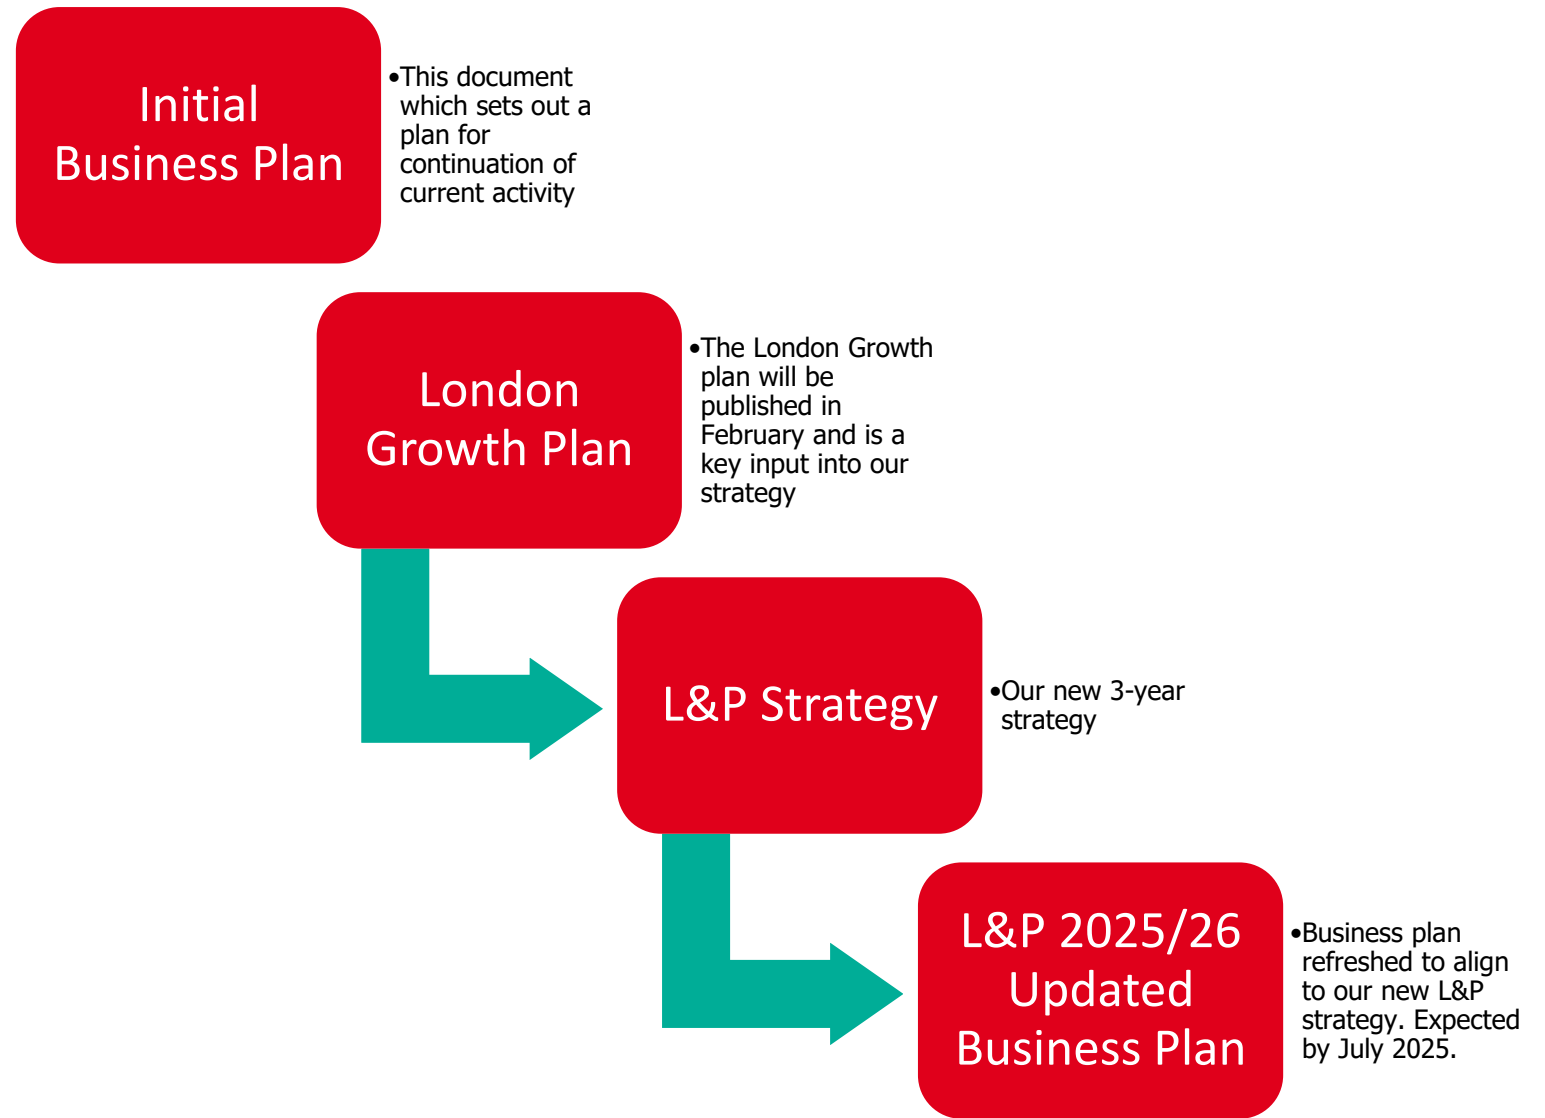 Initial
Business Plan
•This document
which sets out a
plan for
continuation of
current activity
London
Growth Plan
•The London Growth
plan will be
published in
February and is a
key input into our
strategy
L&P Strategy
•Our new 3-year
strategy
L&P 2025/26
Updated
Business Plan
•Business plan
refreshed to align
to our new L&P
strategy. Expected
by July 2025.